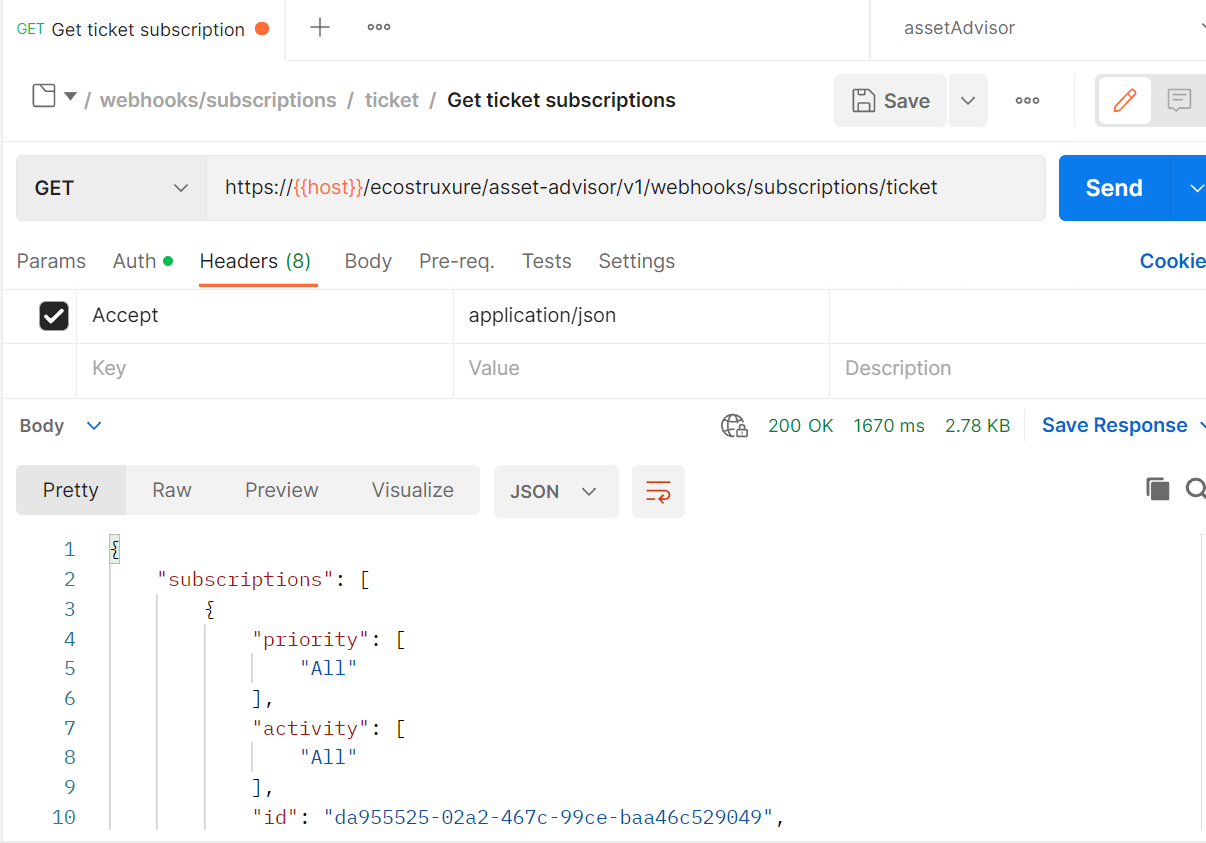 GET Get ticket subscription assetAdvisor
/ webhooks/subscriptions / ticket / Get ticket subscriptions Save
GET https://{{host}}/ecostruxure/asset-advisor/v1/webhooks/subscriptions/ticket Send
Params Auth Headers (8) Body Pre-req. Tests Settings Cookie
Accept application/json
Key Value Description
Body 200 OK 1670 ms 2.78 KB Save Response
Pretty Raw Preview Visualize JSON
1 {
2 "subscriptions": [
3 {
4 "priority": [
5 "All"
6 ],
7 "activity": [
8 "All"
9 ],
10 "id": "da955525-02a2-467c-99ce-baa46c529049",